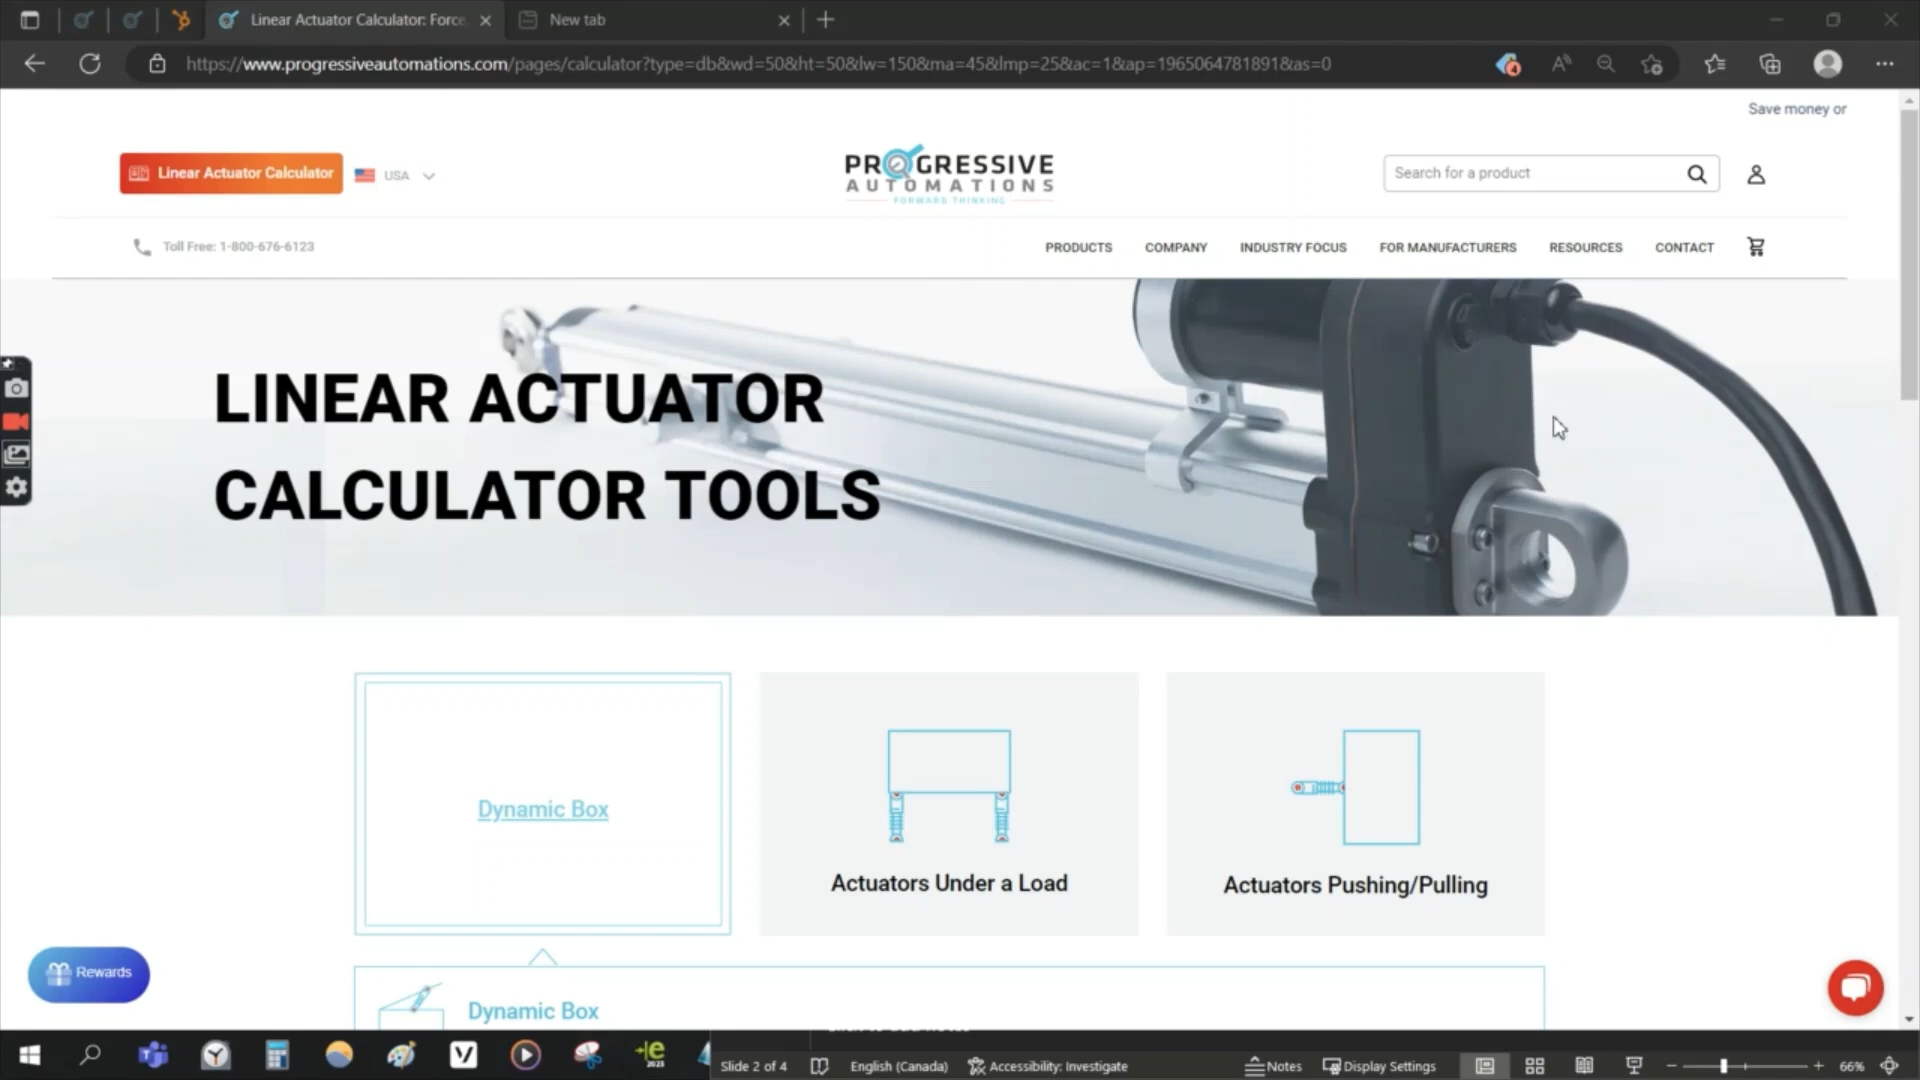 Linear Actuator Calculator: Force
New tab
https://www.progressiveautomations.com/pages/calculator?type=db&wd=50&ht=50&lw=150&ma=45&lmp=25&ac=1&ap=1965064781891&as=0
4
Save money or
Linear Actuator Calculator
USA
PROGRESSIVE
AUTOMATIONS
FORWARD THINKING
Search for a product
Toll Free: 1-800-676-6123
PRODUCTS
COMPANY
INDUSTRY FOCUS
FOR MANUFACTURERS
RESOURCES
CONTACT
LINEAR ACTUATOR
CALCULATOR TOOLS
Dynamic Box
Actuators Under a Load
Actuators Pushing/Pulling
Rewards
Dynamic Box
2023
Slide 2 of 4
English (Canada)
Accessibility: Investigate
Notes
Display Settings
66%